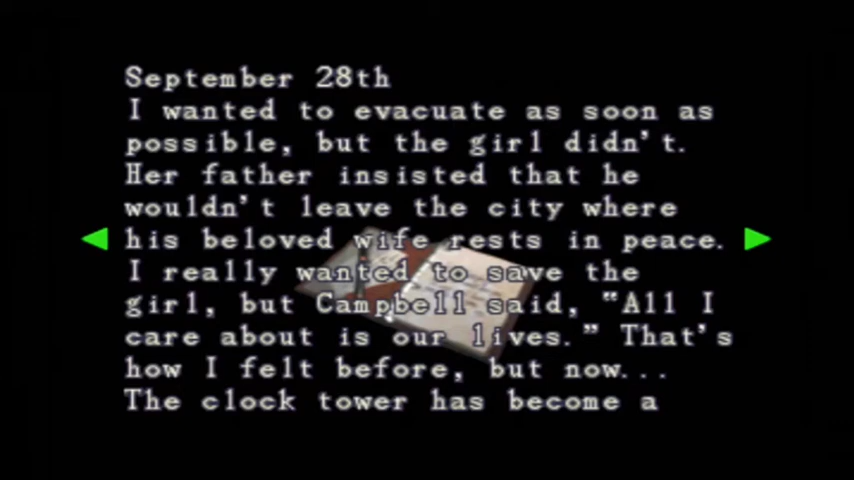 September 28th
I wanted to evacuate as soon as
possible, but the girl didn't.
Her father insisted that he
wouldn't leave the city where
his beloved wife rests in peace.
I really wanted to save the
girl, but Campbell said, "All I
care about is our lives." That's
how I felt before, but now...
The clock tower has become a